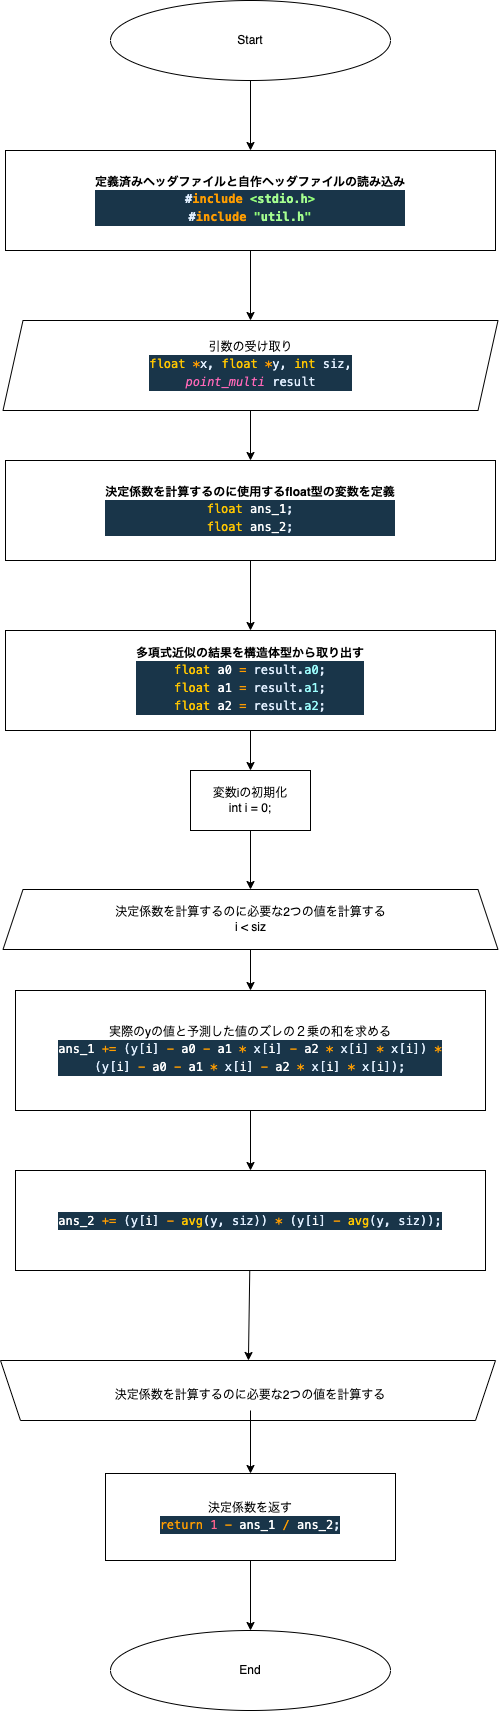 Start
定義済みヘッダファイルと自作ヘッダファイルの読み込み
#include <stdio.h>
#include "util.h"
引数の受け取り
float *x, float *y, int siz,
point_multi result
決定係数を計算するのに使用するfloat型の変数を定義
float ans_1;
float ans_2;
多項式近似の結果を構造体型から取り出す
float a0 = result.a0;
float a1 = result.a1;
float a2 = result.a2;
変数iの初期化
int i = 0;
決定係数を計算するのに必要な2つの値を計算する
i < siz
実際のyの値と予測した値のズレの２乗の和を求める
ans_1 += (y[i] - a0 - a1 * x[i] - a2 * x[i] * x[i]) *
(y[i] - a0 - a1 * x[i] - a2 * x[i] * x[i]);
ans_2 += (y[i] - avg(y, siz)) * (y[i] - avg(y, siz));
決定係数を計算するのに必要な2つの値を計算する
決定係数を返す
return 1 - ans_1 / ans_2;
End